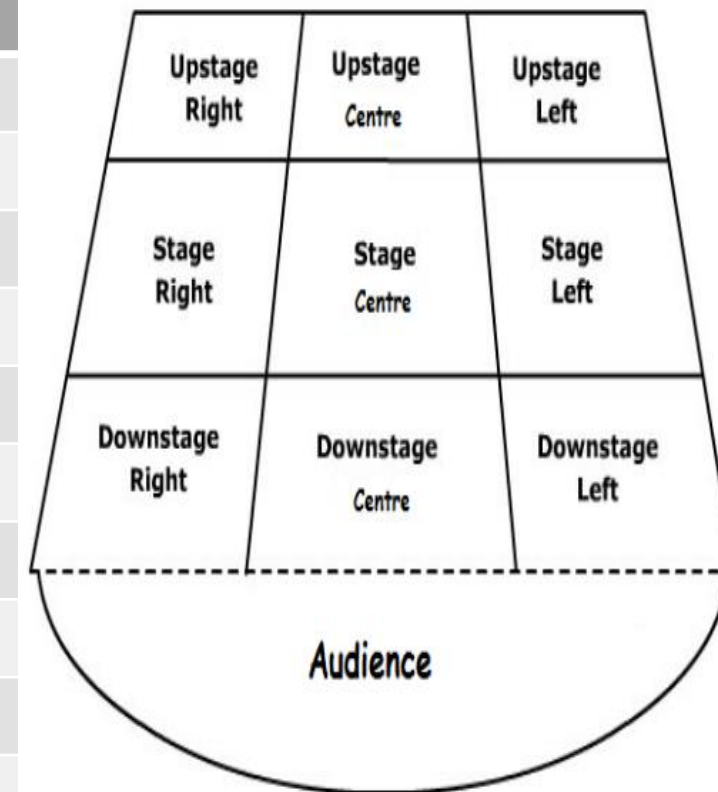 Upstage
Right
Upstage
Centre
Upstage
Left
Stage
Right
Stage
Centre
Stage
Left
Downstage
Right
Downstage
Centre
Downstage
Left
Audience